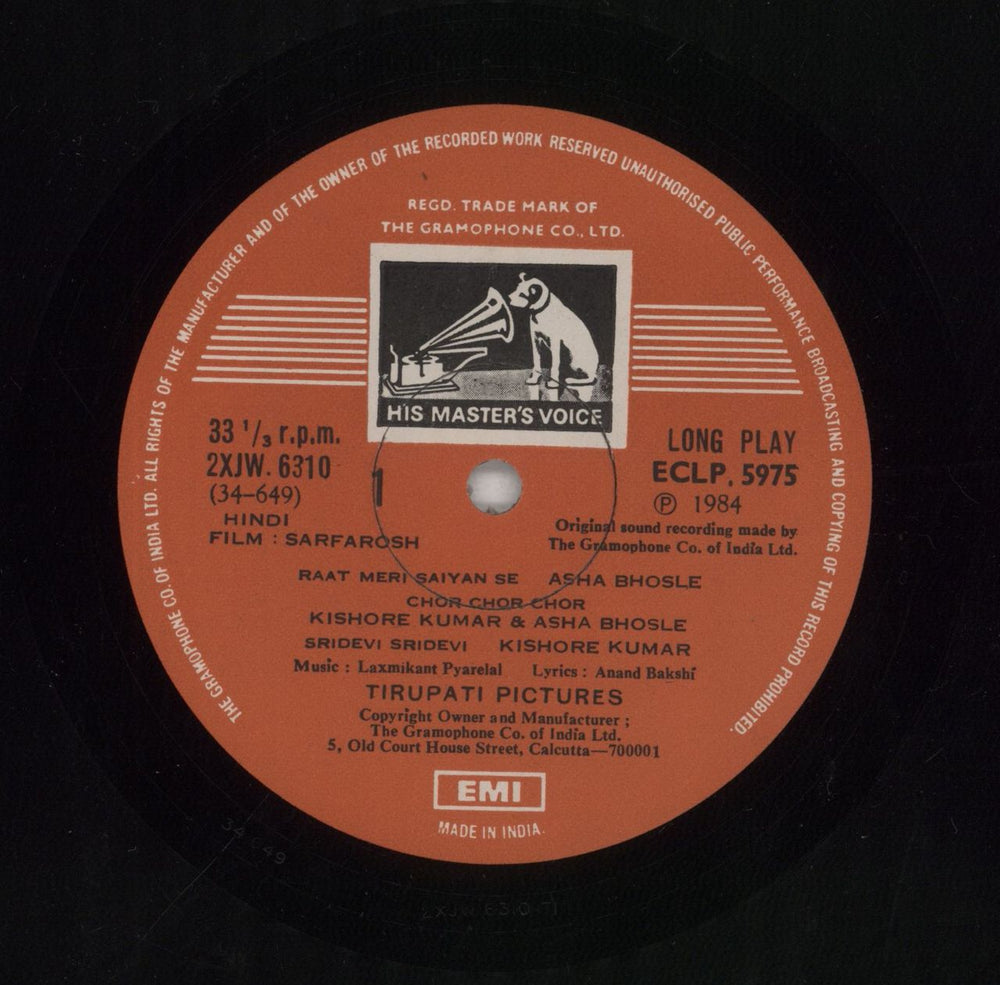 THE GRAMOPHONE CO. OF INDIA LTD. ALL RIGHTS OF THE MANUFACTURER AND OF THE OWNER OF THE RECORDED WORK RESERVED UNAUTHORISED PUBLIC PERFORMANCE BROADCASTING AND COPYING OF THIS RECORD PROHIBITED.
REGD. TRADE MARK OF
THE GRAMOPHONE CO., LTD.
HIS MASTER'S VOICE
33 1/3 r.p.m.
2XJW. 6310
(34-649)
HINDI
FILM : SARFAROSH
1
LONG PLAY
ECLP. 5975
Ⓟ 1984
Original sound recording made by
The Gramophone Co. of India Ltd.
RAAT MERI SAIYAN SE ASHA BHOSLE
CHOR CHOR CHOR
KISHORE KUMAR & ASHA BHOSLE
SRIDEVI SRIDEVI KISHORE KUMAR
Music : Laxmikant Pyarelal Lyrics : Anand Bakshi
TIRUPATI PICTURES
Copyright Owner and Manufacturer ;
The Gramophone Co. of India Ltd.
5, Old Court House Street, Calcutta—700001
EMI
MADE IN INDIA.